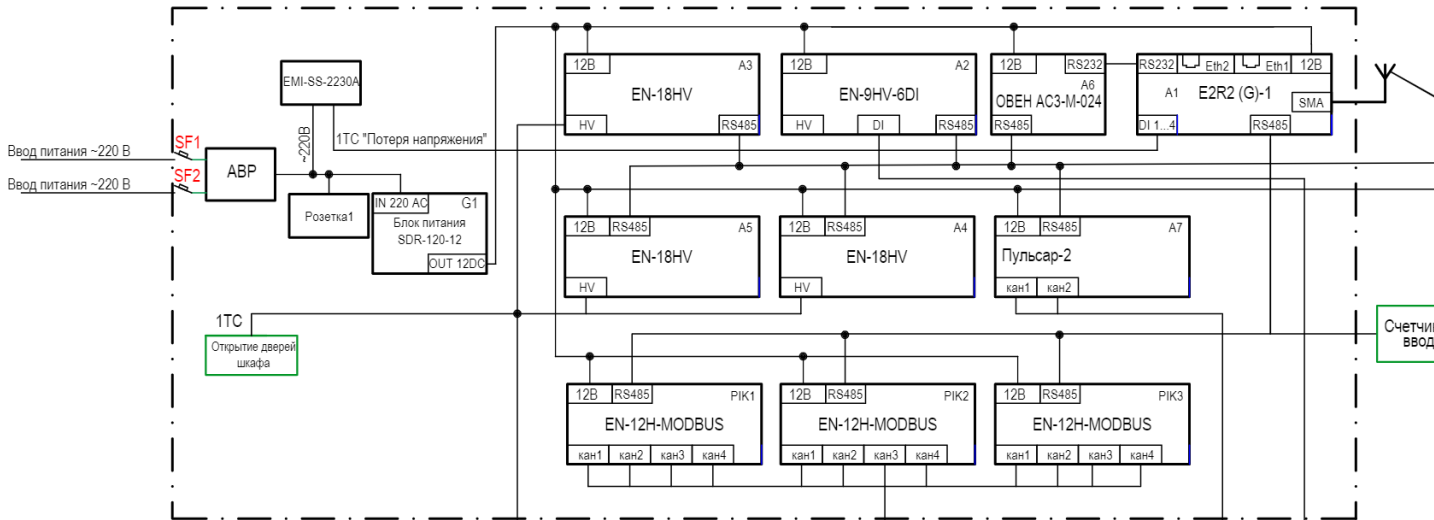 EMI-SS-2230A
~220В
1ТС "Потеря напряжения"
Ввод питания ~220 В
SF1
Ввод питания ~220 В
SF2
АВР
Розетка1
IN 220 AC
G1
Блок питания
SDR-120-12
OUT 12DC
12В
A3
EN-18HV
HV
RS485
12В
A2
EN-9HV-6DI
HV
DI
RS485
12В
RS232
A6
ОВЕН АС3-М-024
RS485
RS232
Eth2
Eth1
12В
A1
E2R2 (G)-1
SMA
DI 1...4
RS485
12В
RS485
A5
EN-18HV
HV
12В
RS485
A4
EN-18HV
HV
12В
RS485
A7
Пульсар-2
кан1
кан2
1ТС
Открытие дверей
шкафа
12В
RS485
PIK1
EN-12H-MODBUS
кан1
кан2
кан3
кан4
12В
RS485
PIK2
EN-12H-MODBUS
кан1
кан2
кан3
кан4
12В
RS485
PIK3
EN-12H-MODBUS
кан1
кан2
кан3
кан4